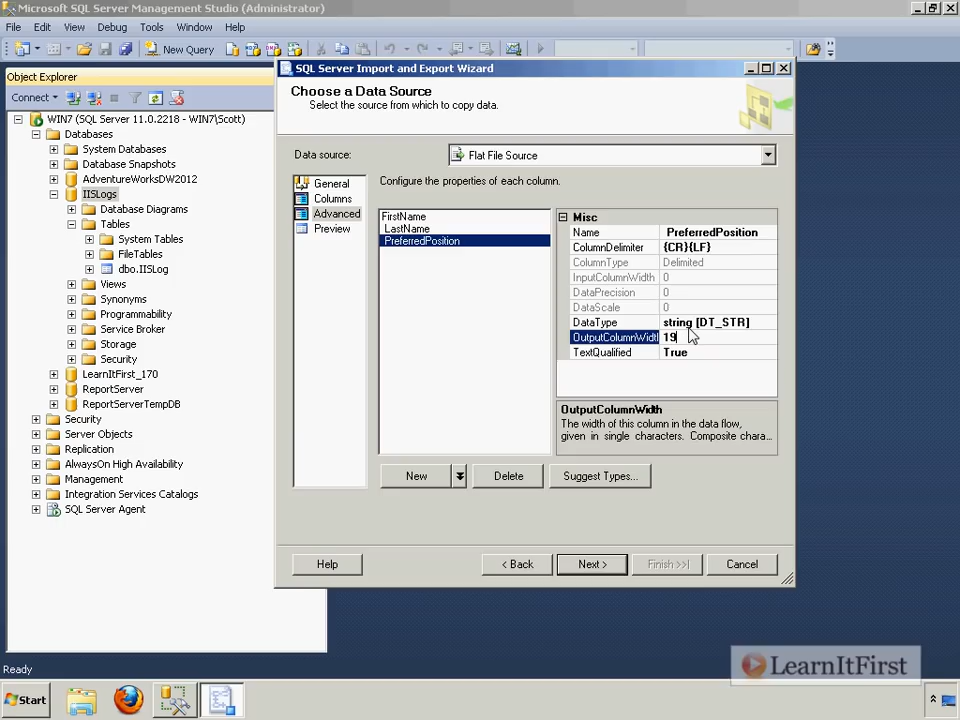 Microsoft SQL Server Management Studio (Administrator)
File Edit View Debug Tools Window Help
New Query
Object Explorer
Connect
WIN7 (SQL Server 11.0.2218 - WIN7\Scott)
Databases
System Databases
Database Snapshots
AdventureWorksDW2012
IISLogs
Database Diagrams
Tables
System Tables
FileTables
dbo.IISLog
Views
Synonyms
Programmability
Service Broker
Storage
Security
LearnItFirst_170
ReportServer
ReportServerTempDB
Security
Server Objects
Replication
AlwaysOn High Availability
Management
Integration Services Catalogs
SQL Server Agent
Ready
SQL Server Import and Export Wizard
Choose a Data Source
Select the source from which to copy data.
Data source: Flat File Source
General
Columns
Advanced
Preview
Configure the properties of each column.
FirstName
LastName
PreferredPosition
Misc
Name PreferredPosition
ColumnDelimiter {CR}{LF}
ColumnType Delimited
InputColumnWidth 0
DataPrecision 0
DataScale 0
DataType string [DT_STR]
OutputColumnWidt 19
TextQualified True
OutputColumnWidth
The width of this column in the data flow,
given in single characters. Composite chara...
New Delete Suggest Types...
Help < Back Next > Finish >>| Cancel
LearnItFirst
Start